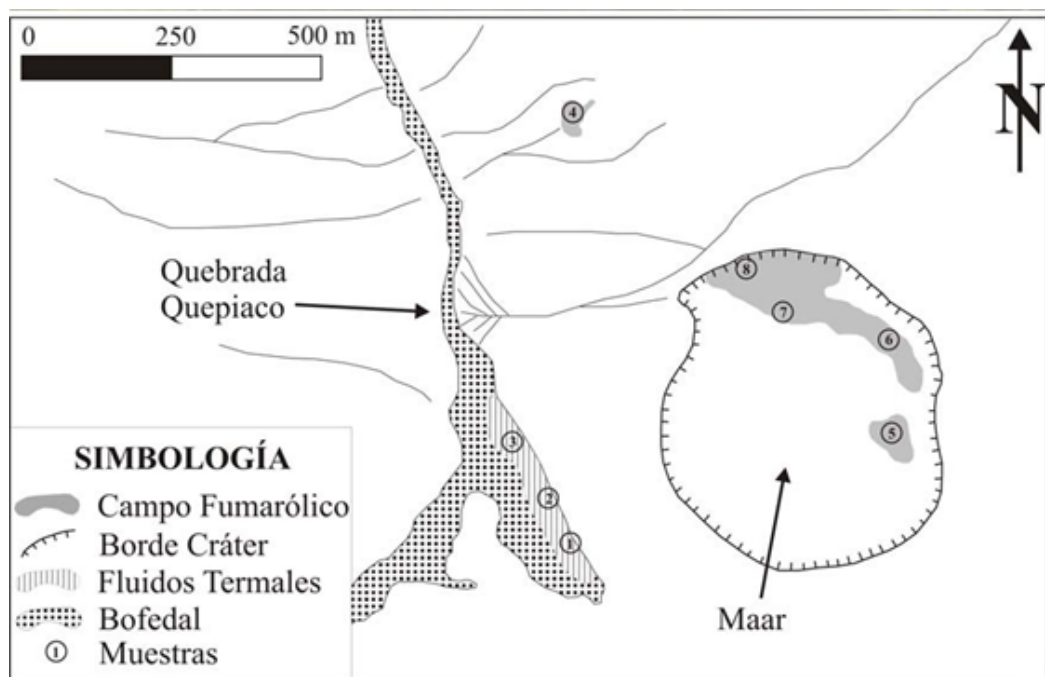 0 250 500 m
N
4
Quebrada
Quepiaco
8
7
6
5
3
2
1
Maar
SIMBOLOGÍA
Campo Fumarólico
Borde Cráter
Fluidos Termales
Bofedal
1 Muestras